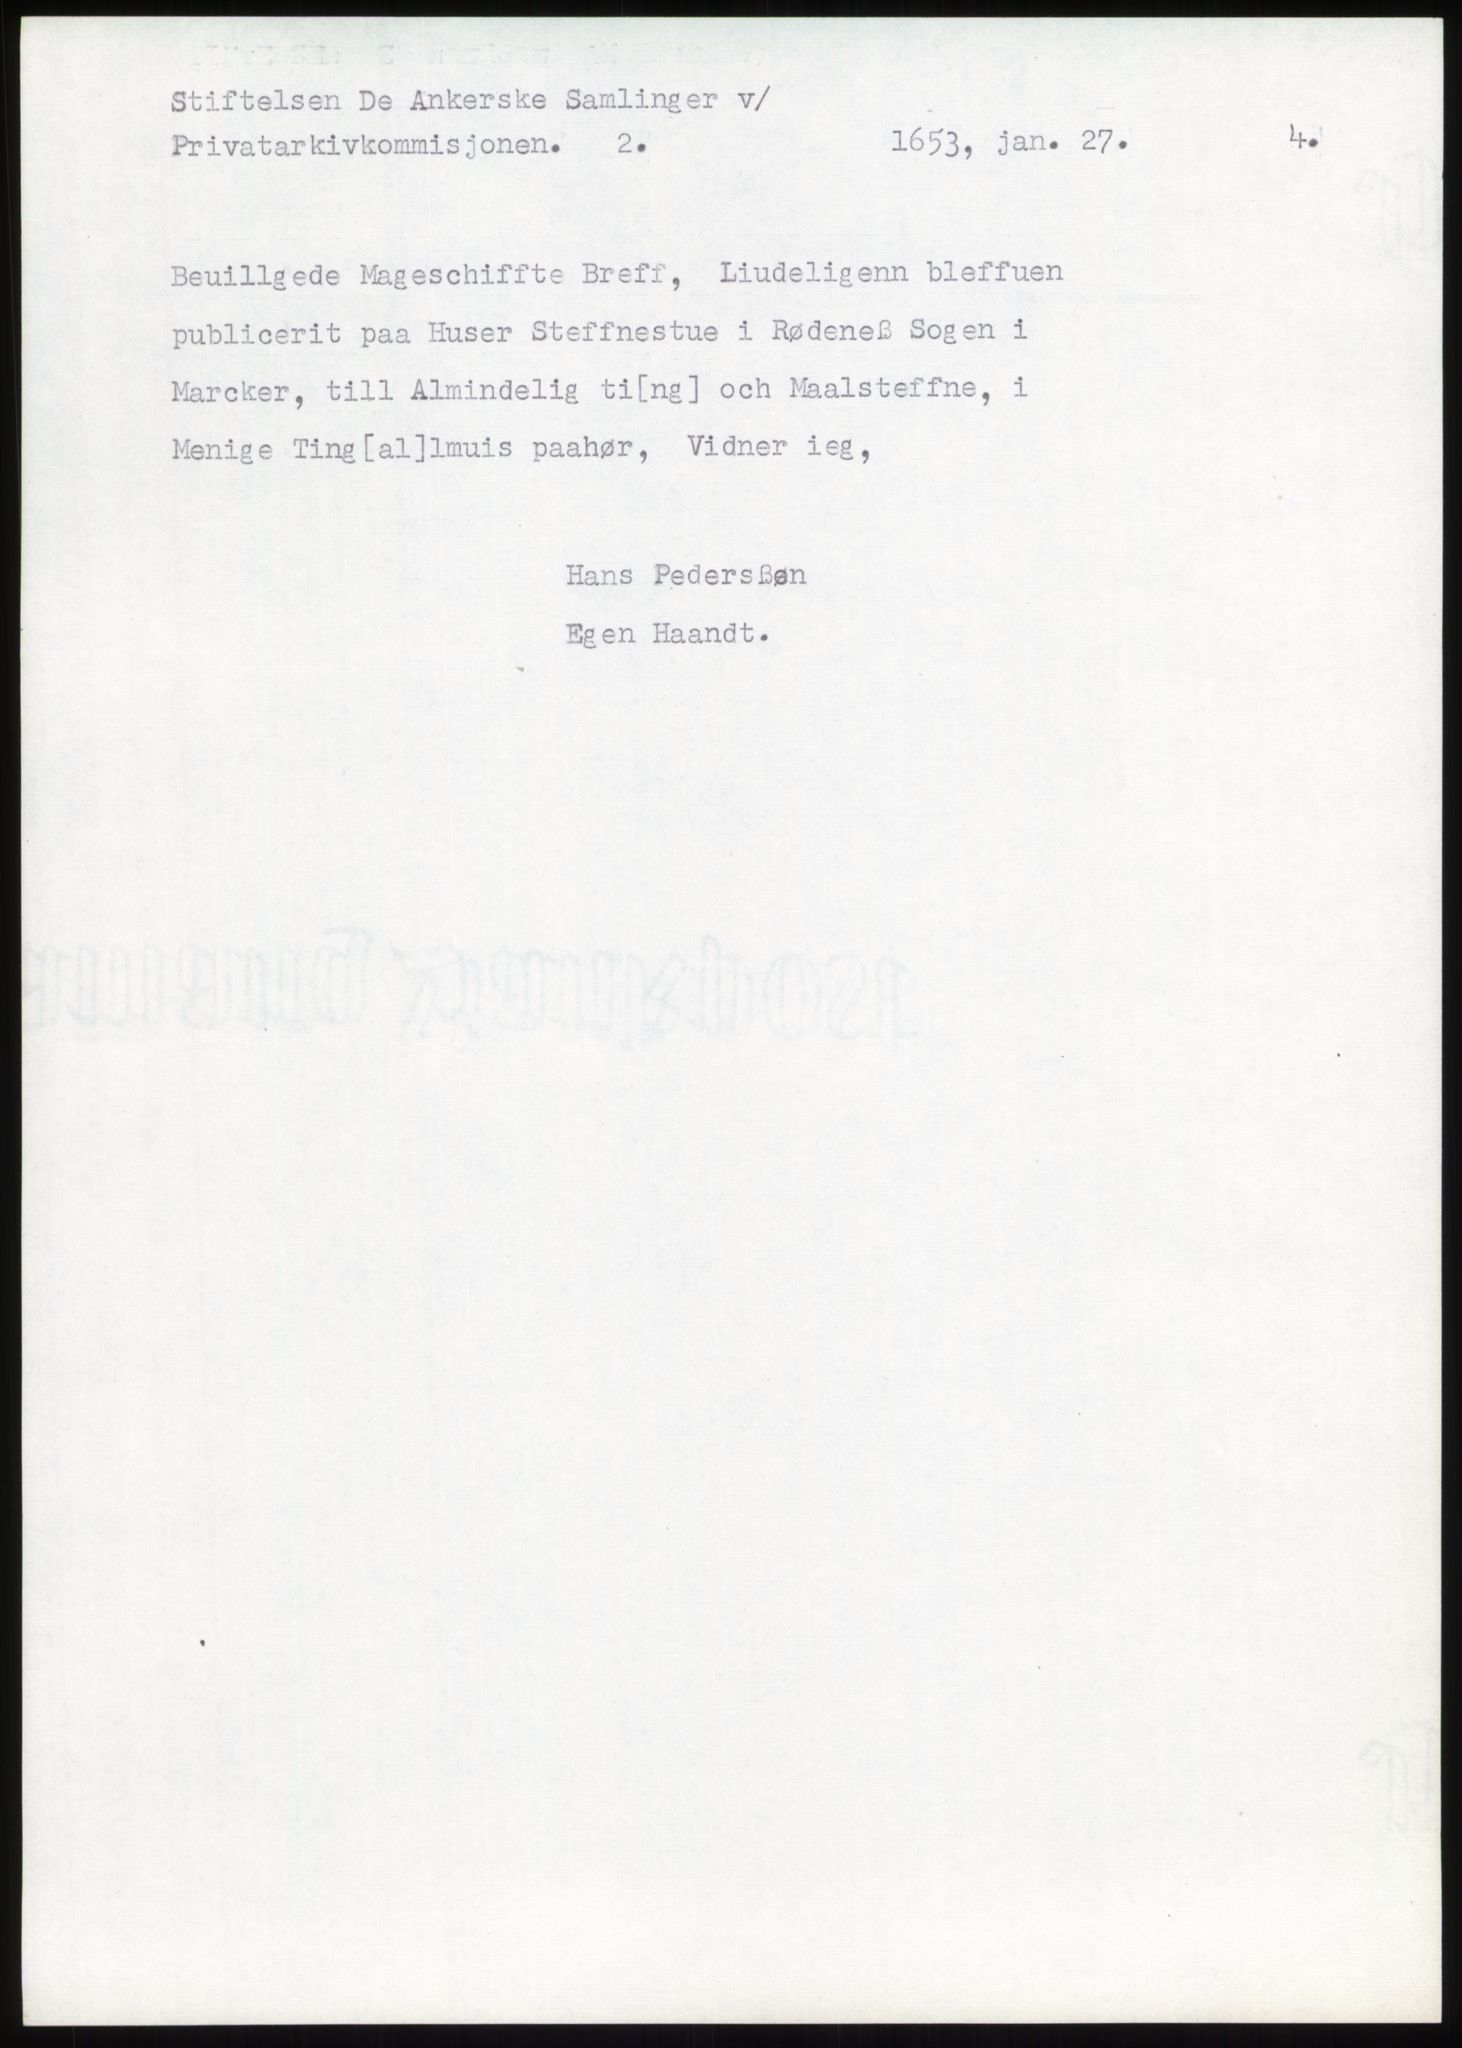 Stiftelsen De Ankerske Samlinger v/
Privatarkivkommisjonen. 2. 1653, jan. 27. 4.
Beuillgede Mageschiffte Breff, Liudeligenn bleffuen
publicerit paa Huser Steffnestue i Rødeneß Sogen i
Marcker, till Almindelig ti[ng] och Maalsteffne, i
Menige Ting[al]lmuis paahør, Vidner ieg,
Hans Pedersßøn
Egen Haandt.